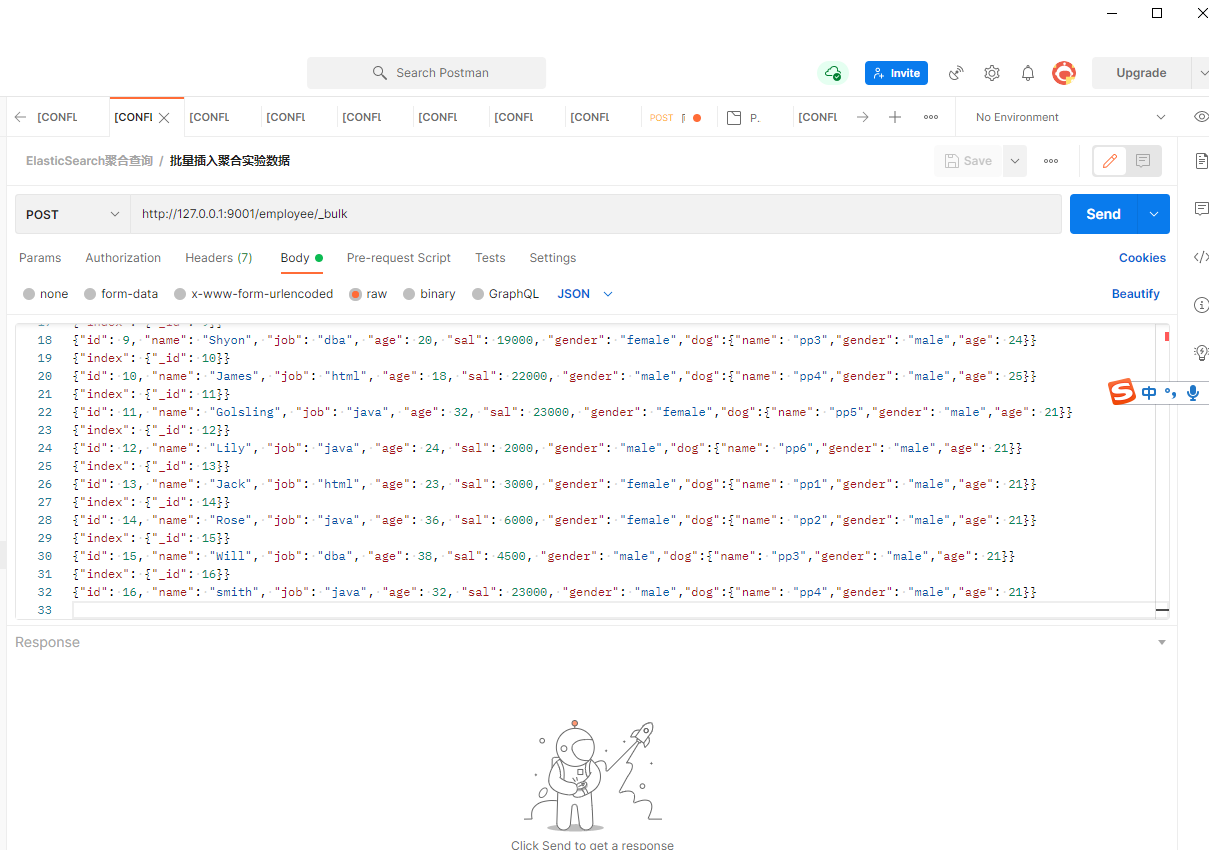 Search Postman
Invite
Upgrade
[CONFL
[CONFL
[CONFL
[CONFL
[CONFL
[CONFL
[CONFL
[CONFL
POST
P.
[CONFL
No Environment
ElasticSearch聚合查询 / 批量插入聚合实验数据
Save
POST
http://127.0.0.1:9001/employee/_bulk
Send
Params
Authorization
Headers (7)
Body
Pre-request Script
Tests
Settings
Cookies
none
form-data
x-www-form-urlencoded
raw
binary
GraphQL
JSON
Beautify
17 {"index": {"_id": 9}}
18 {"id": 9, "name": "Shyon", "job": "dba", "age": 20, "sal": 19000, "gender": "female","dog":{"name": "pp3","gender": "male","age": 24}}
19 {"index": {"_id": 10}}
20 {"id": 10, "name": "James", "job": "html", "age": 18, "sal": 22000, "gender": "male","dog":{"name": "pp4","gender": "male","age": 25}}
21 {"index": {"_id": 11}}
22 {"id": 11, "name": "Golsling", "job": "java", "age": 32, "sal": 23000, "gender": "female","dog":{"name": "pp5","gender": "male","age": 21}}
23 {"index": {"_id": 12}}
24 {"id": 12, "name": "Lily", "job": "java", "age": 24, "sal": 2000, "gender": "male","dog":{"name": "pp6","gender": "male","age": 21}}
25 {"index": {"_id": 13}}
26 {"id": 13, "name": "Jack", "job": "html", "age": 23, "sal": 3000, "gender": "female","dog":{"name": "pp1","gender": "male","age": 21}}
27 {"index": {"_id": 14}}
28 {"id": 14, "name": "Rose", "job": "java", "age": 36, "sal": 6000, "gender": "female","dog":{"name": "pp2","gender": "male","age": 21}}
29 {"index": {"_id": 15}}
30 {"id": 15, "name": "Will", "job": "dba", "age": 38, "sal": 4500, "gender": "male","dog":{"name": "pp3","gender": "male","age": 21}}
31 {"index": {"_id": 16}}
32 {"id": 16, "name": "smith", "job": "java", "age": 32, "sal": 23000, "gender": "male","dog":{"name": "pp4","gender": "male","age": 21}}
33
中
Response
Click Send to get a response